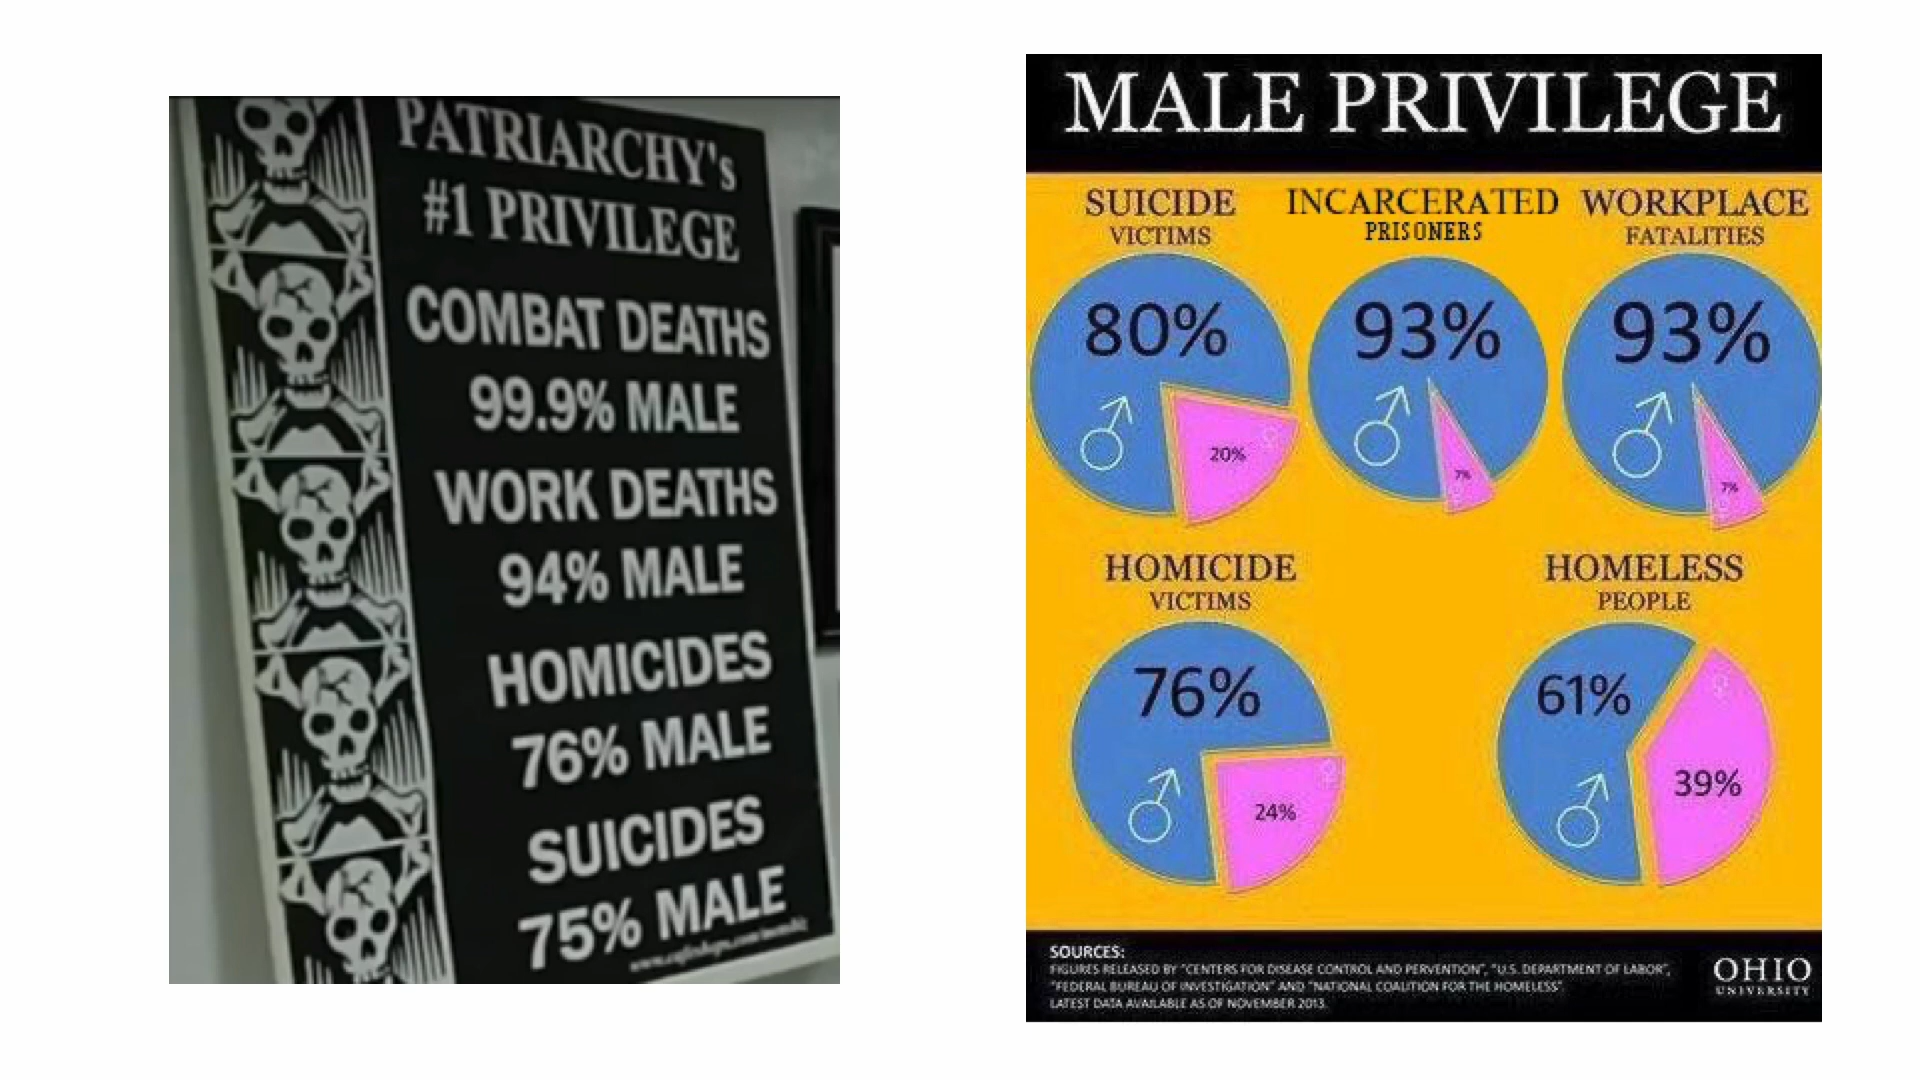 PATRIARCHY's
#1 PRIVILEGE
COMBAT DEATHS
99.9% MALE
WORK DEATHS
94% MALE
HOMICIDES
76% MALE
SUICIDES
75% MALE
MALE PRIVILEGE
SUICIDE
VICTIMS
80%
20%
INCARCERATED
PRISONERS
93%
7%
WORKPLACE
FATALITIES
93%
7%
HOMICIDE
VICTIMS
76%
24%
HOMELESS
PEOPLE
61%
39%
SOURCES:
FIGURES RELEASED BY "CENTERS FOR DISEASE CONTROL AND PERVENTION", "U.S. DEPARTMENT OF LABOR",
"FEDERAL BUREAU OF INVESTIGATION" AND "NATIONAL COALITION FOR THE HOMELESS"
LATEST DATA AVAILABLE AS OF NOVEMBER 2013.
OHIO
UNIVERSITY